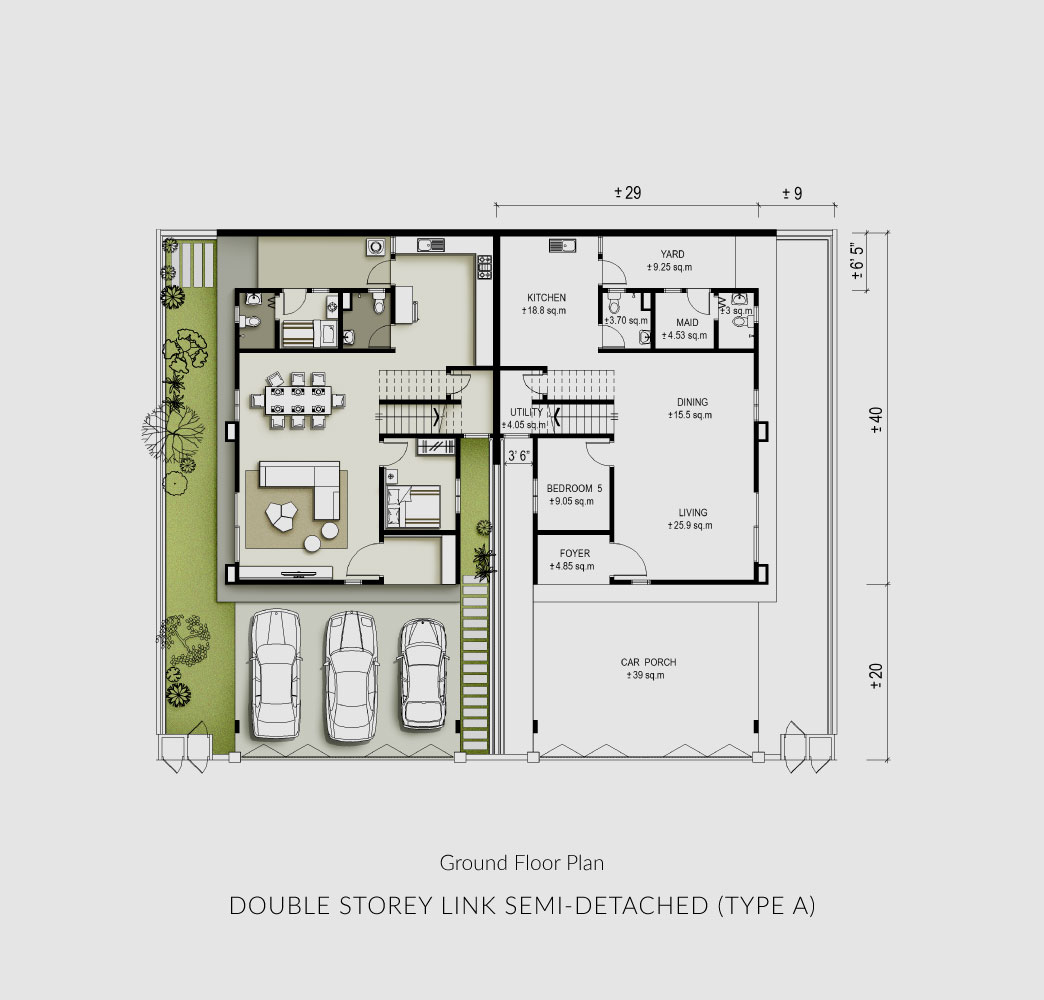 ± 29
± 9
YARD
± 9.25 sq.m
± 6' 5"
KITCHEN
± 18.8 sq.m
± 3.70 sq.m
MAID
± 4.53 sq.m
± 3 sq.m
DINING
± 15.5 sq.m
UTILITY
± 4.05 sq.m
± 40
3' 6"
BEDROOM 5
± 9.05 sq.m
LIVING
± 25.9 sq.m
FOYER
± 4.85 sq.m
CAR PORCH
± 39 sq.m
± 20
Ground Floor Plan
DOUBLE STOREY LINK SEMI-DETACHED (TYPE A)